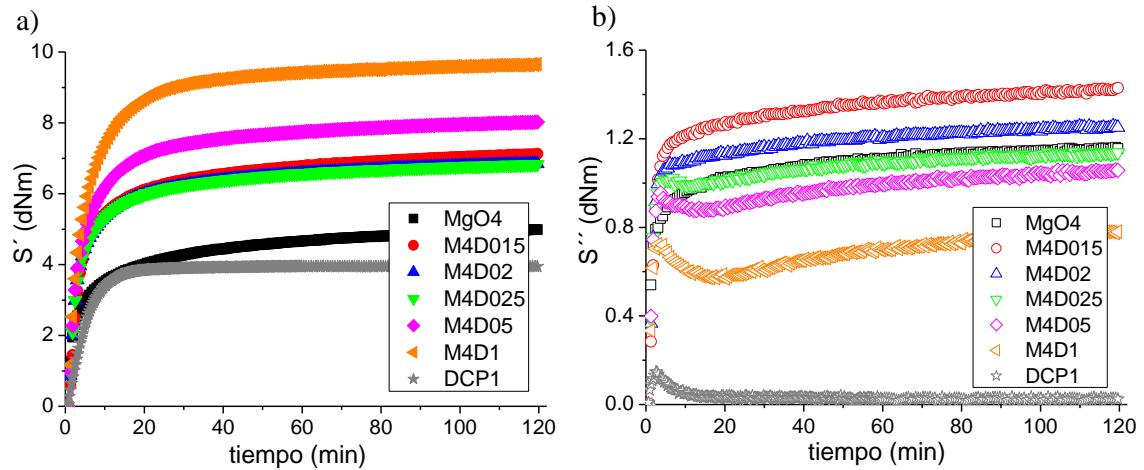 a)
S´ (dNm)
10
8
6
4
2
0
0 20 40 60 80 100 120
tiempo (min)
MgO4
M4D015
M4D02
M4D025
M4D05
M4D1
DCP1
b)
S´´ (dNm)
1.6
1.2
0.8
0.4
0.0
0 20 40 60 80 100 120
tiempo (min)
MgO4
M4D015
M4D02
M4D025
M4D05
M4D1
DCP1